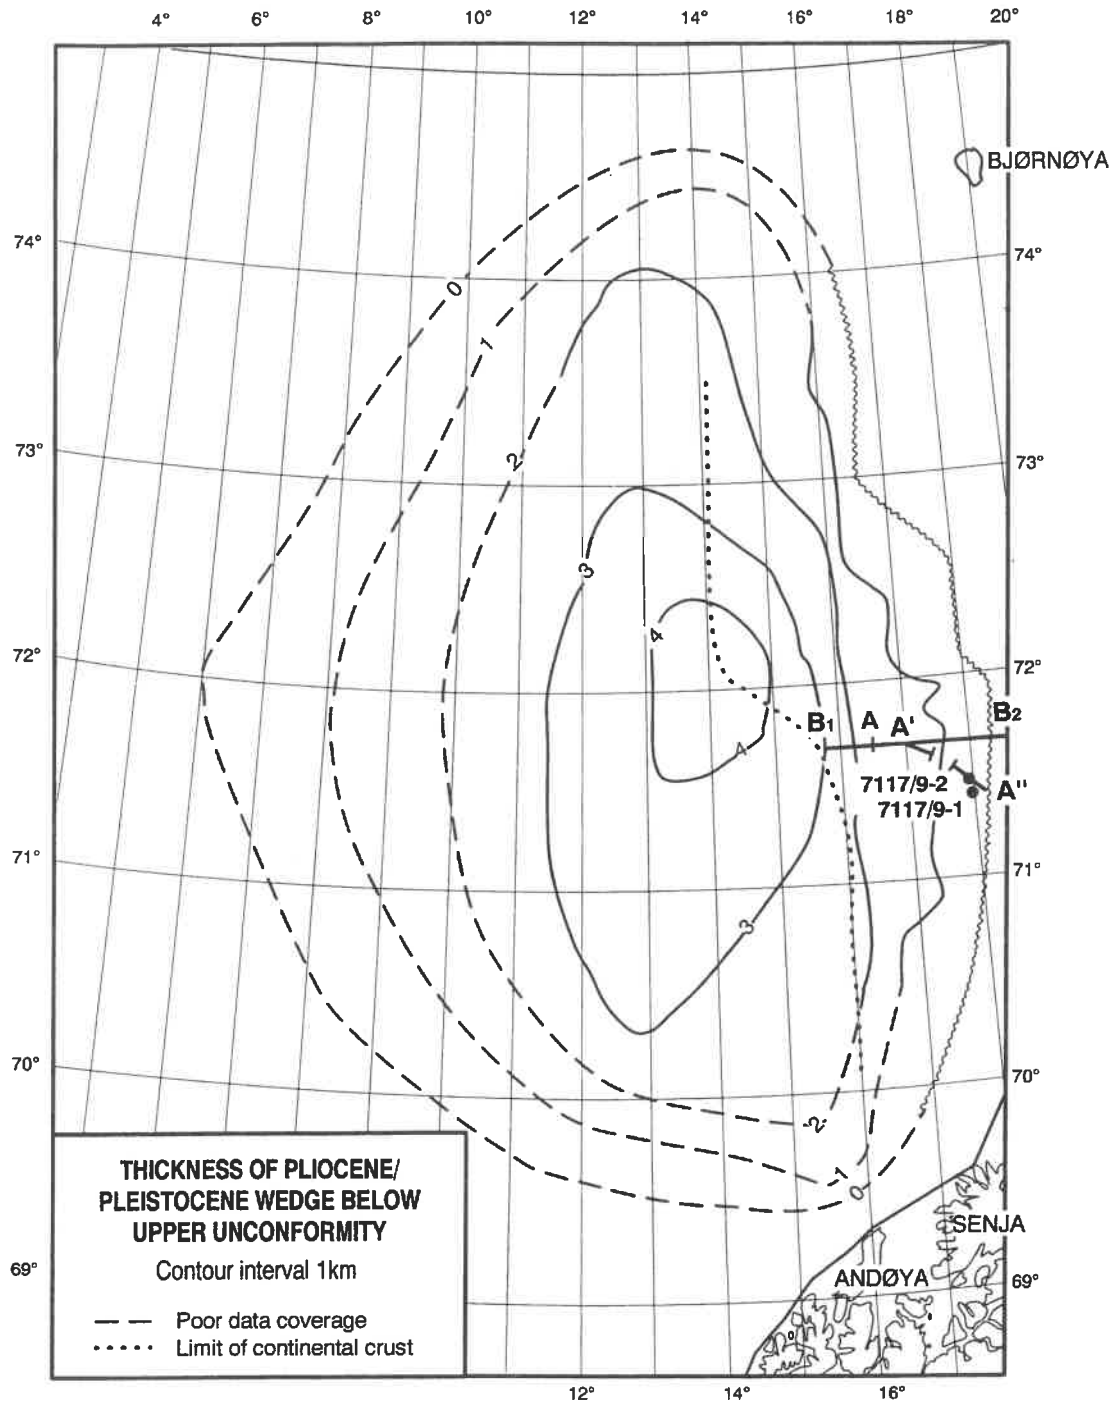 4° 6° 8° 10° 12° 14° 16° 18° 20°
BJØRNØYA
74° 74°
0
1
73° 73°
2
3
4
72° 72°
B1 A A' B2
4
7117/9-2 A"
7117/9-1
71° 71°
3
70° 70°
2
1
0
THICKNESS OF PLIOCENE/
PLEISTOCENE WEDGE BELOW
UPPER UNCONFORMITY
Contour interval 1km
Poor data coverage
Limit of continental crust
SENJA
ANDØYA
69° 69°
12° 14° 16°